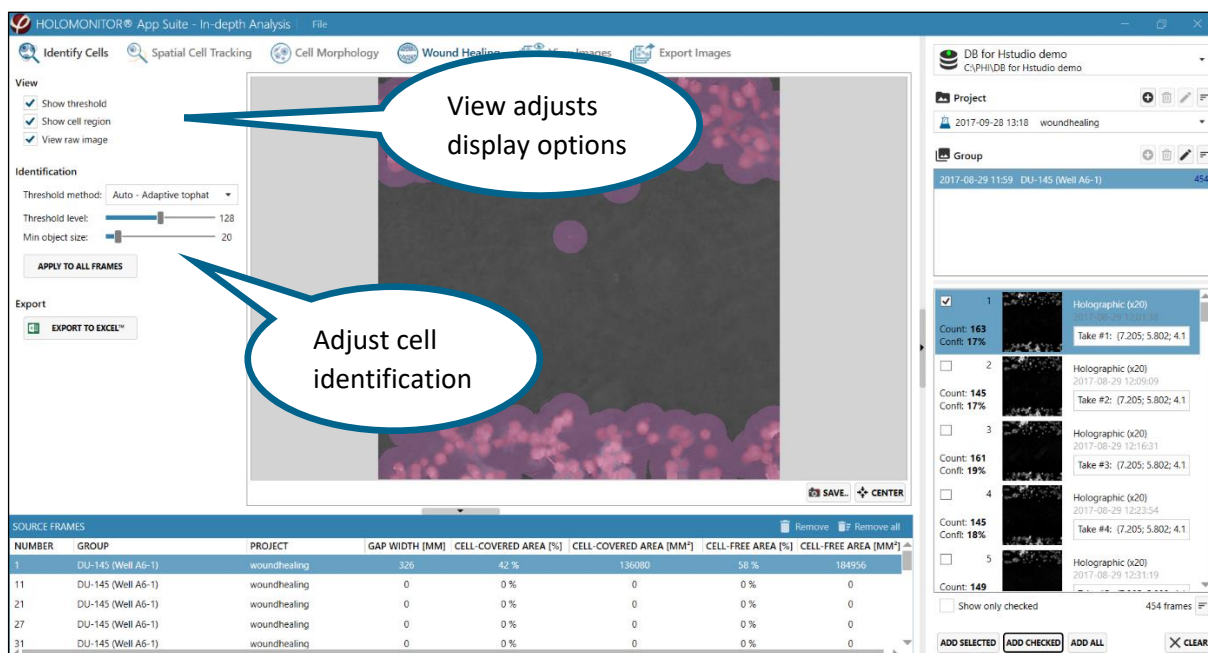 HOLOMONITOR® App Suite - In-depth Analysis File
Identify Cells Spatial Cell Tracking Cell Morphology Wound Healing View Images Export Images
View
Show threshold
Show cell region
View raw image
Identification
Threshold method: Auto - Adaptive tophat
Threshold level: 128
Min object size: 20
APPLY TO ALL FRAMES
Export
EXPORT TO EXCEL™
View adjusts
display options
Adjust cell
identification
SAVE.. CENTER
SOURCE FRAMES Remove Remove all
NUMBER GROUP PROJECT GAP WIDTH [MM] CELL-COVERED AREA [%] CELL-COVERED AREA [MM²] CELL-FREE AREA [%] CELL-FREE AREA [MM²]
1 DU-145 (Well A6-1) woundhealing 326 42 % 136080 58 % 184956
11 DU-145 (Well A6-1) woundhealing 0 0 % 0 0 % 0
21 DU-145 (Well A6-1) woundhealing 0 0 % 0 0 % 0
27 DU-145 (Well A6-1) woundhealing 0 0 % 0 0 % 0
31 DU-145 (Well A6-1) woundhealing 0 0 % 0 0 % 0
DB for Hstudio demo
C:\PHI\DB for Hstudio demo
Project
2017-09-28 13:18 woundhealing
Group
2017-08-29 11:59 DU-145 (Well A6-1) 454
1 Holographic (x20)
2017-08-29 12:01:38
Count: 163
Confl: 17% Take #1: (7.205; 5.802; 4.1
2 Holographic (x20)
2017-08-29 12:09:09
Count: 145
Confl: 17% Take #2: (7.205; 5.802; 4.1
3 Holographic (x20)
2017-08-29 12:16:31
Count: 161
Confl: 19% Take #3: (7.205; 5.802; 4.1
4 Holographic (x20)
2017-08-29 12:23:54
Count: 145
Confl: 18% Take #4: (7.205; 5.802; 4.1
5 Holographic (x20)
2017-08-29 12:31:19
Count: 149
Show only checked 454 frames
ADD SELECTED ADD CHECKED ADD ALL CLEAR